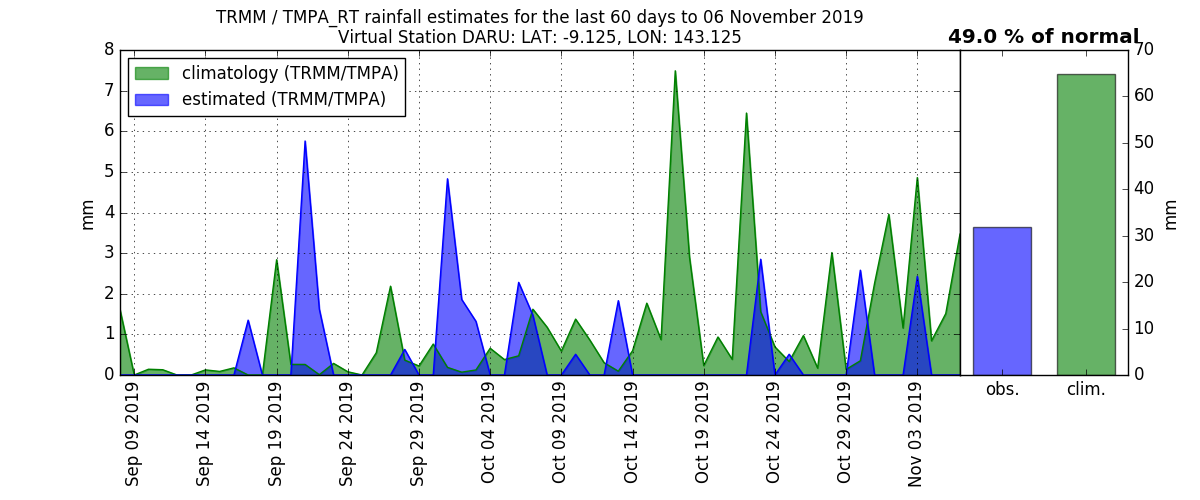 TRMM / TMPA_RT rainfall estimates for the last 60 days to 06 November 2019
Virtual Station DARU: LAT: -9.125, LON: 143.125
49.0 % of normal
climatology (TRMM/TMPA)
estimated (TRMM/TMPA)
8
7
6
5
4
3
2
1
0
mm
Sep 09 2019
Sep 14 2019
Sep 19 2019
Sep 24 2019
Sep 29 2019
Oct 04 2019
Oct 09 2019
Oct 14 2019
Oct 19 2019
Oct 24 2019
Oct 29 2019
Nov 03 2019
70
60
50
40
30
20
10
0
mm
obs.
clim.